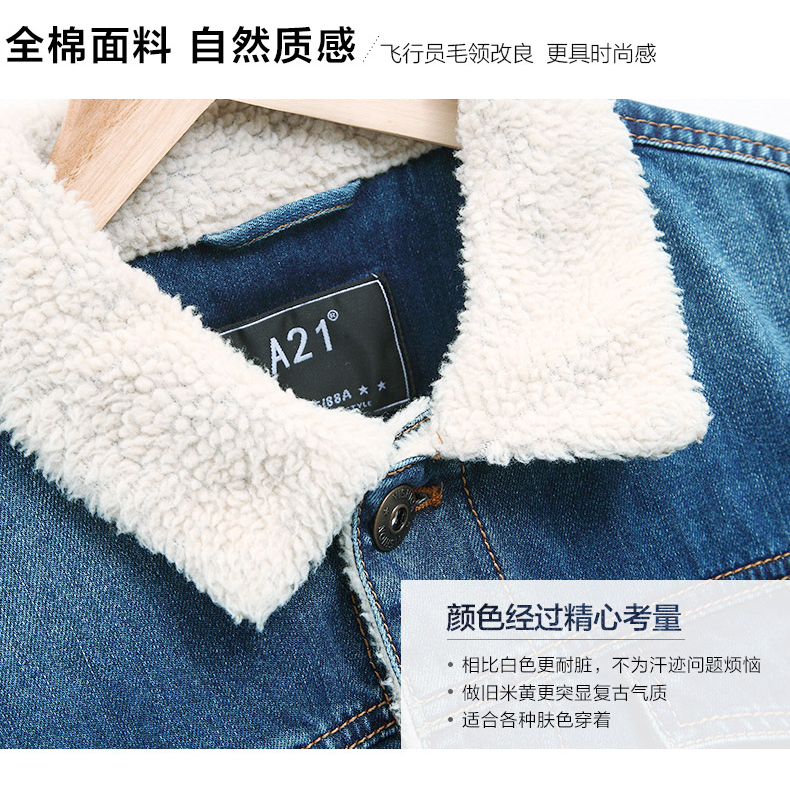 全棉面料 自然质感 飞行员毛领改良 更具时尚感
A21®
/88A ★ ★
STYLE
颜色经过精心考量
• 相比白色更耐脏，不为汗迹问题烦恼
• 做旧米黄更突显复古气质
• 适合各种肤色穿着